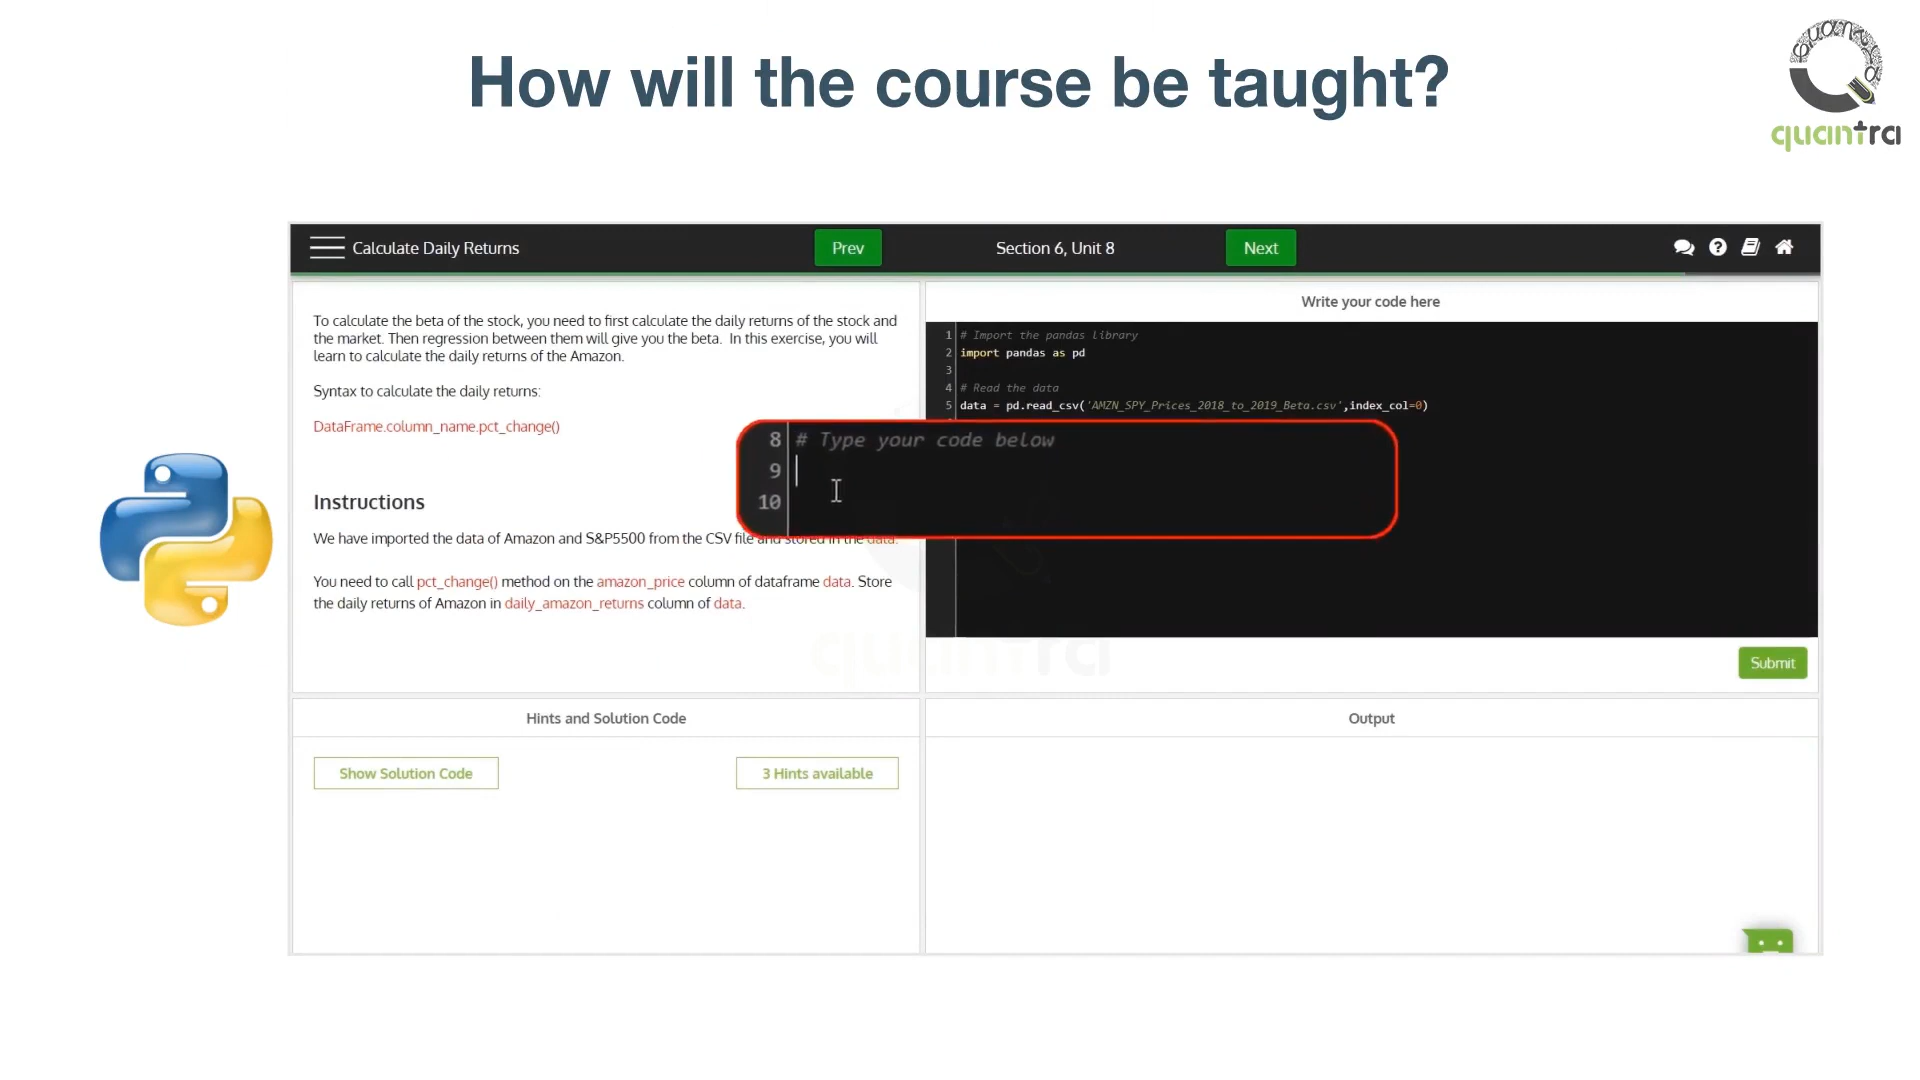 How will the course be taught?
quantra
Calculate Daily Returns
Prev
Section 6, Unit 8
Next
To calculate the beta of the stock, you need to first calculate the daily returns of the stock and
the market. Then regression between them will give you the beta. In this exercise, you will
learn to calculate the daily returns of the Amazon.
Syntax to calculate the daily returns:
DataFrame.column_name.pct_change()
Instructions
We have imported the data of Amazon and S&P5500 from the CSV file and stored in the data.
You need to call pct_change() method on the amazon_price column of dataframe data. Store
the daily returns of Amazon in daily_amazon_returns column of data.
Write your code here
1 # Import the pandas library
2 import pandas as pd
3
4 # Read the data
5 data = pd.read_csv('AMZN_SPY_Prices_2018_to_2019_Beta.csv',index_col=0)
8 # Type your code below
9
10
Submit
quantra
Hints and Solution Code
Show Solution Code
3 Hints available
Output